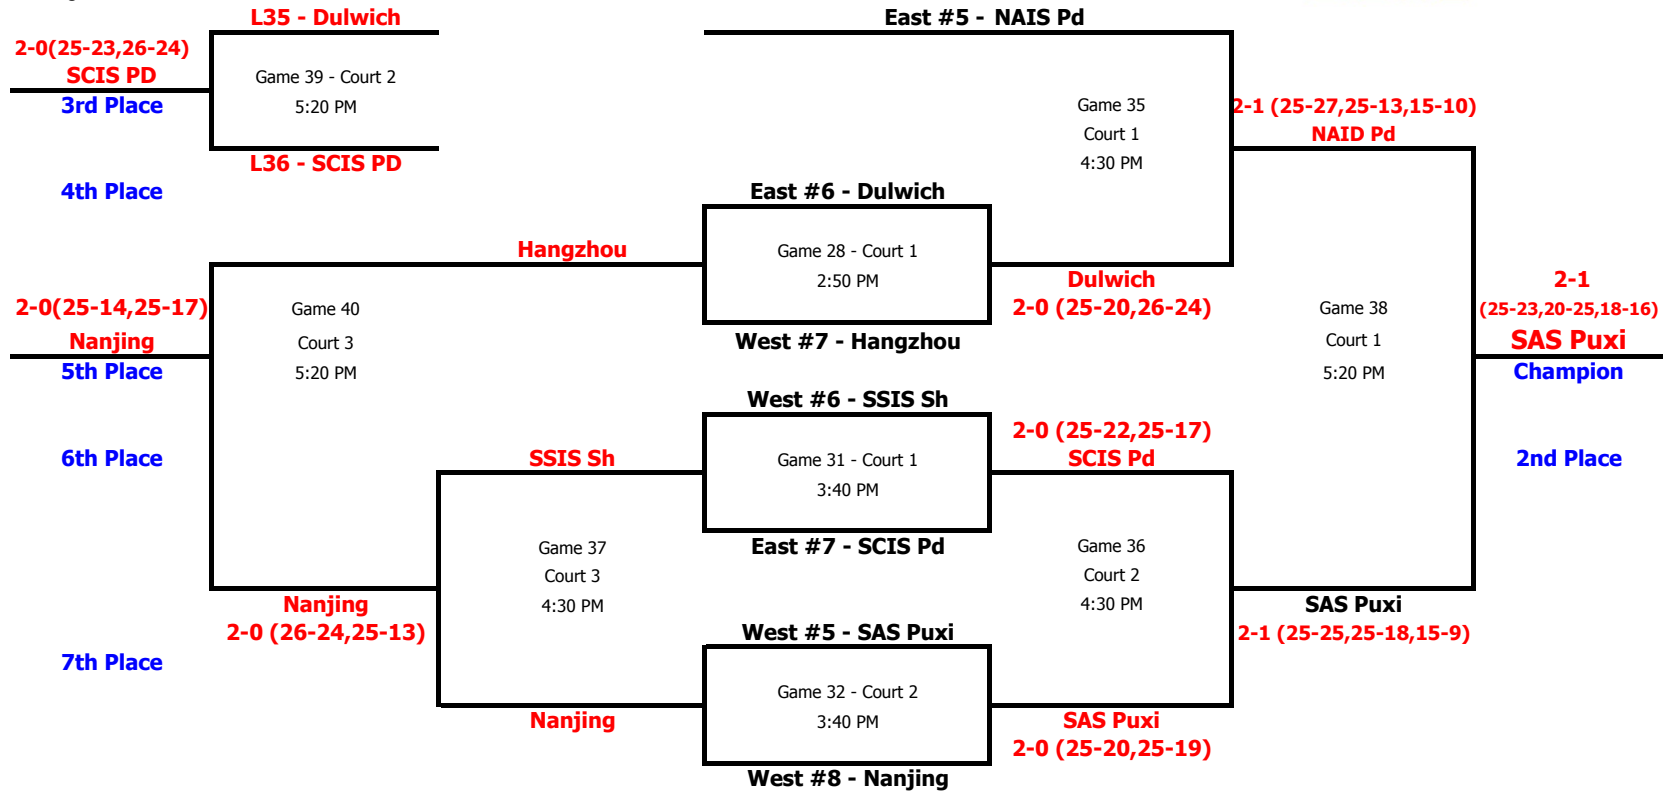 L35 - Dulwich
East #5 - NAIS Pd
2-0(25-23,26-24)
SCIS PD
3rd Place
Game 39 - Court 2
5:20 PM
L36 - SCIS PD
4th Place
Game 35
Court 1
4:30 PM
2-1 (25-27,25-13,15-10)
NAID Pd
East #6 - Dulwich
Hangzhou
Game 28 - Court 1
2:50 PM
Dulwich
2-0 (25-20,26-24)
West #7 - Hangzhou
2-0(25-14,25-17)
Nanjing
5th Place
Game 40
Court 3
5:20 PM
Game 38
Court 1
5:20 PM
2-1
(25-23,20-25,18-16)
SAS Puxi
Champion
West #6 - SSIS Sh
6th Place
SSIS Sh
Game 31 - Court 1
3:40 PM
2-0 (25-22,25-17)
SCIS Pd
2nd Place
East #7 - SCIS Pd
Game 37
Court 3
4:30 PM
Game 36
Court 2
4:30 PM
Nanjing
2-0 (26-24,25-13)
SAS Puxi
2-1 (25-25,25-18,15-9)
West #5 - SAS Puxi
7th Place
Game 32 - Court 2
3:40 PM
Nanjing
SAS Puxi
2-0 (25-20,25-19)
West #8 - Nanjing